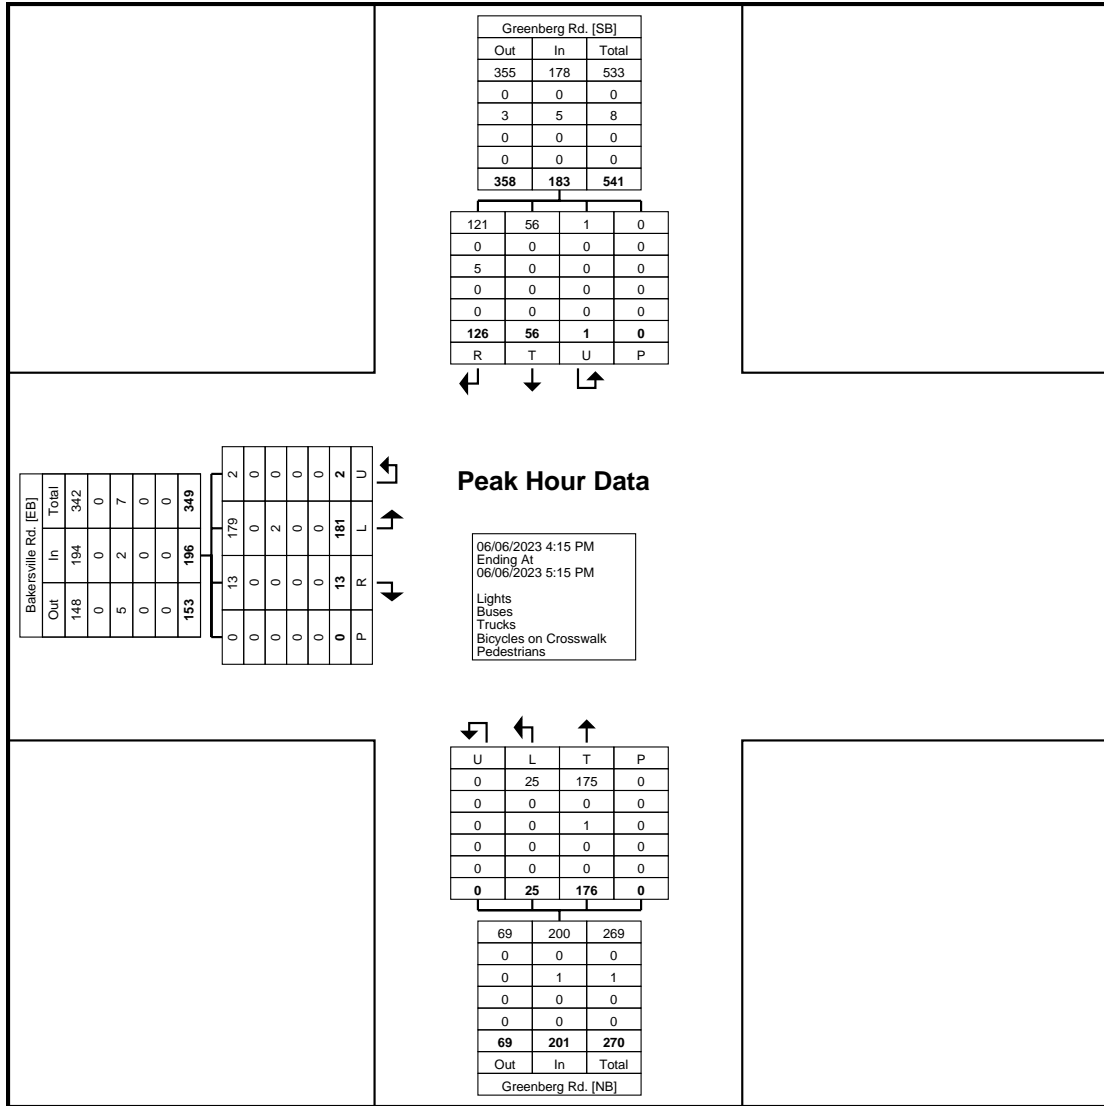 Greenberg Rd. [SB]
Out In Total
355 178 533
0 0 0
3 5 8
0 0 0
0 0 0
358 183 541
121 56 1 0
0 0 0 0
5 0 0 0
0 0 0 0
0 0 0 0
126 56 1 0
R T U P
Bakersville Rd. [EB]
Out In Total
148 194 342
0 0 0
5 2 7
0 0 0
0 0 0
153 196 349
0 13 179 2
0 0 0 0
0 0 2 0
0 0 0 0
0 0 0 0
0 13 181 2
P R L U
Peak Hour Data
06/06/2023 4:15 PM
Ending At
06/06/2023 5:15 PM
Lights
Buses
Trucks
Bicycles on Crosswalk
Pedestrians
U L T P
0 25 175 0
0 0 0 0
0 0 1 0
0 0 0 0
0 0 0 0
0 25 176 0
69 200 269
0 0 0
0 1 1
0 0 0
0 0 0
69 201 270
Out In Total
Greenberg Rd. [NB]